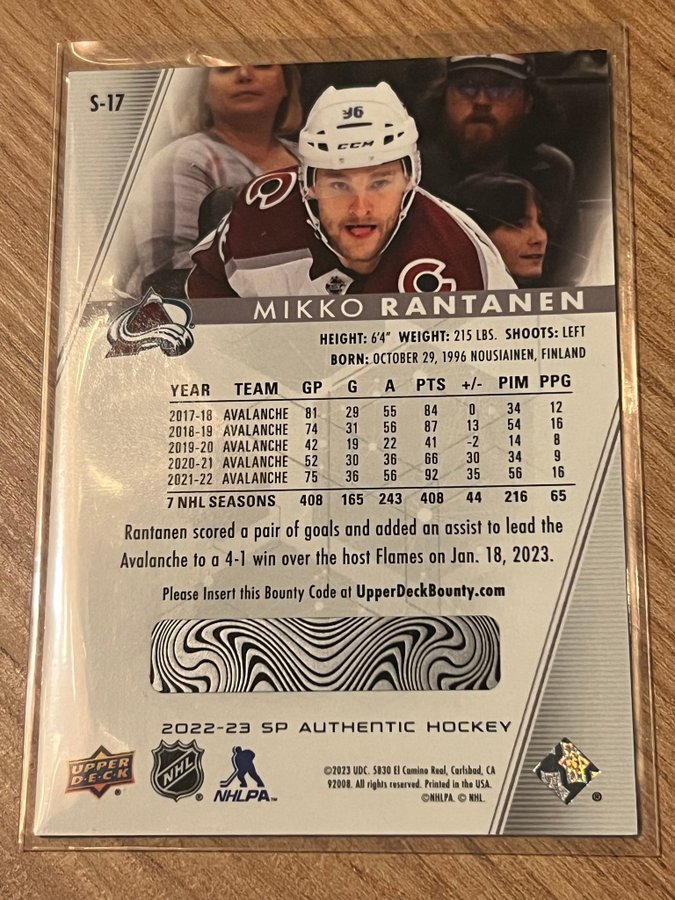 S-17
96
CCM
MIKKO RANTANEN
HEIGHT: 6'4" WEIGHT: 215 LBS. SHOOTS: LEFT
BORN: OCTOBER 29, 1996 NOUSIAINEN, FINLAND
YEAR TEAM GP G A PTS +/- PIM PPG
2017-18 AVALANCHE 81 29 55 84 0 34 12
2018-19 AVALANCHE 74 31 56 87 13 54 16
2019-20 AVALANCHE 42 19 22 41 -2 14 8
2020-21 AVALANCHE 52 30 36 66 30 34 9
2021-22 AVALANCHE 75 36 56 92 35 56 16
7 NHL SEASONS 408 165 243 408 44 216 65
Rantanen scored a pair of goals and added an assist to lead the
Avalanche to a 4-1 win over the host Flames on Jan. 18, 2023.
Please Insert this Bounty Code at UpperDeckBounty.com
2022-23 SP AUTHENTIC HOCKEY
UPPER DECK ®
NHL ®
NHLPA™
©2023 UDC. 5830 El Camino Real, Carlsbad, CA
92008. All rights reserved. Printed in the USA.
©NHLPA. © NHL.
®